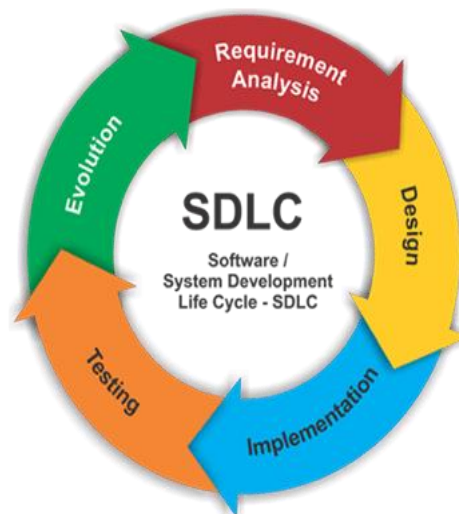 Requirement
Analysis
Design
Implementation
Testing
Evolution
SDLC
Software /
System Development
Life Cycle - SDLC